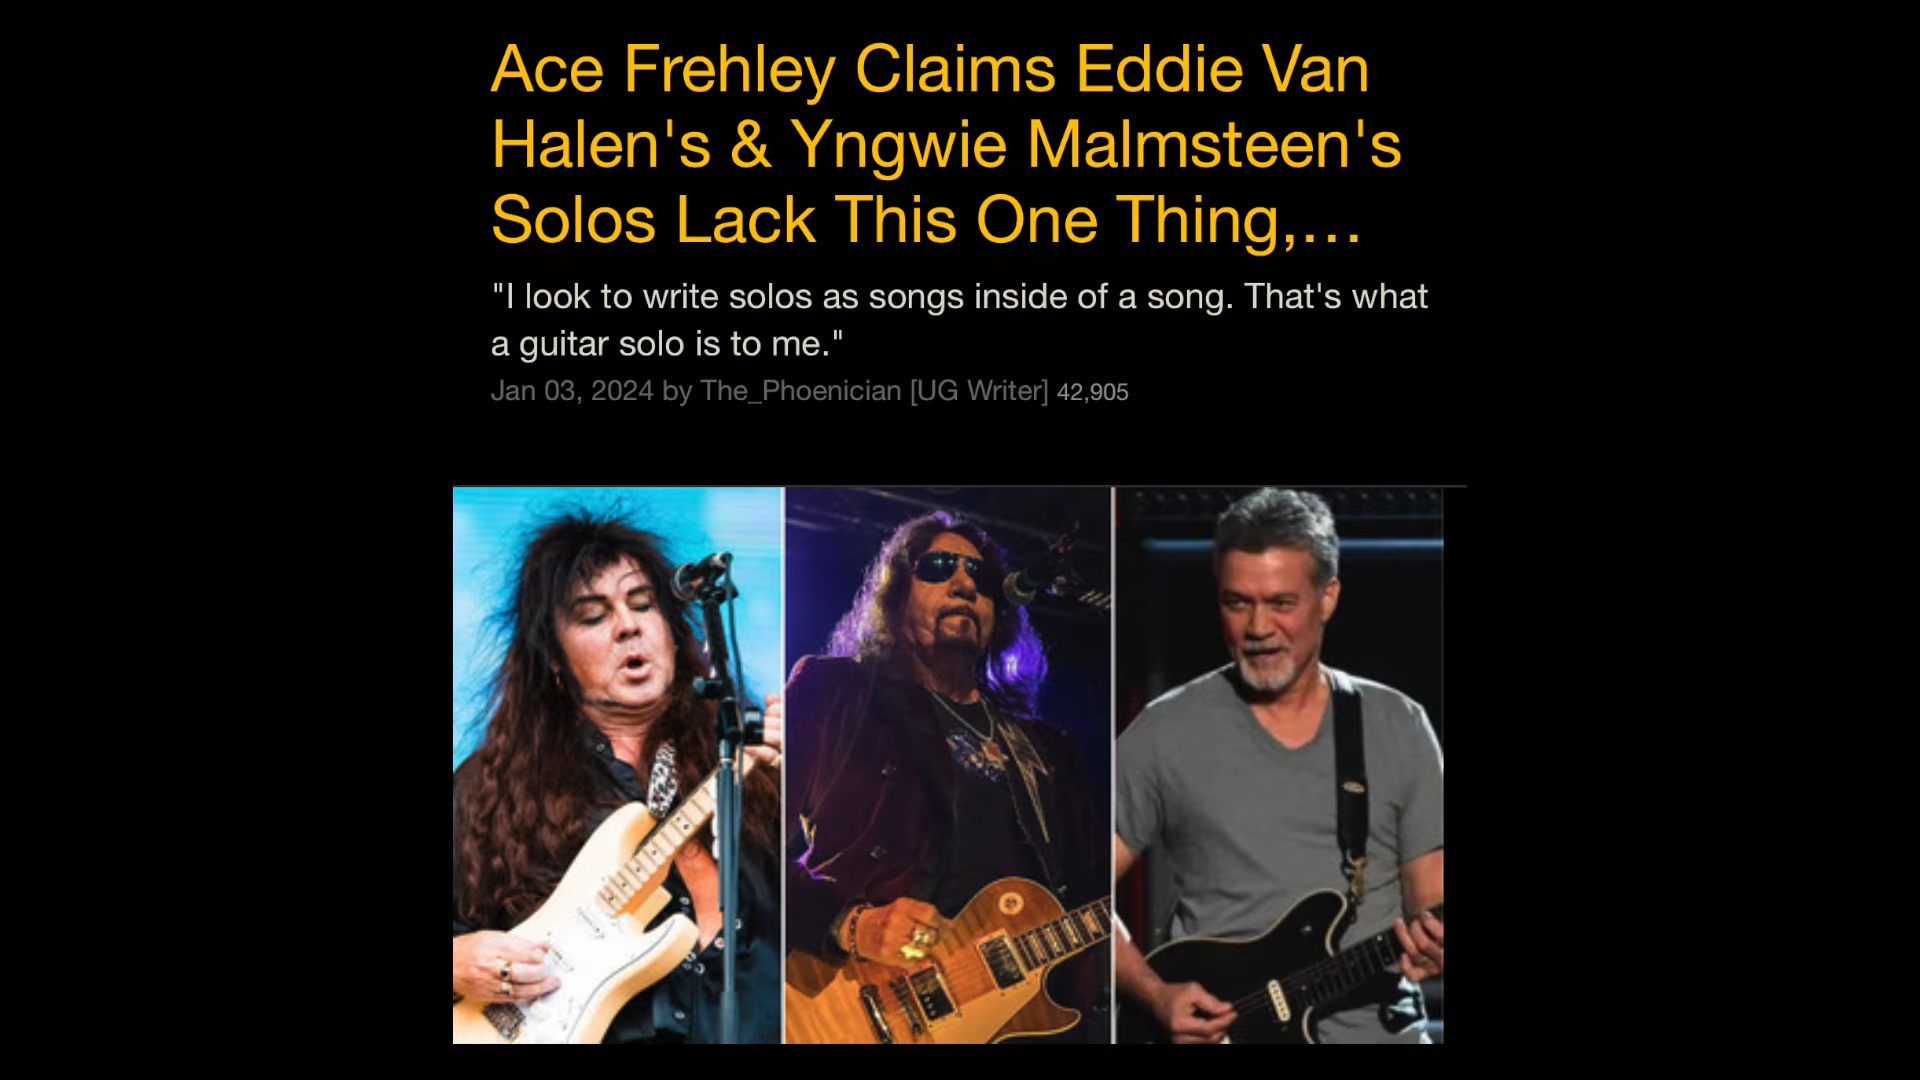 Ace Frehley Claims Eddie Van
Halen's & Yngwie Malmsteen's
Solos Lack This One Thing,...
"I look to write solos as songs inside of a song. That's what
a guitar solo is to me."
Jan 03, 2024 by The_Phoenician [UG Writer] 42,905